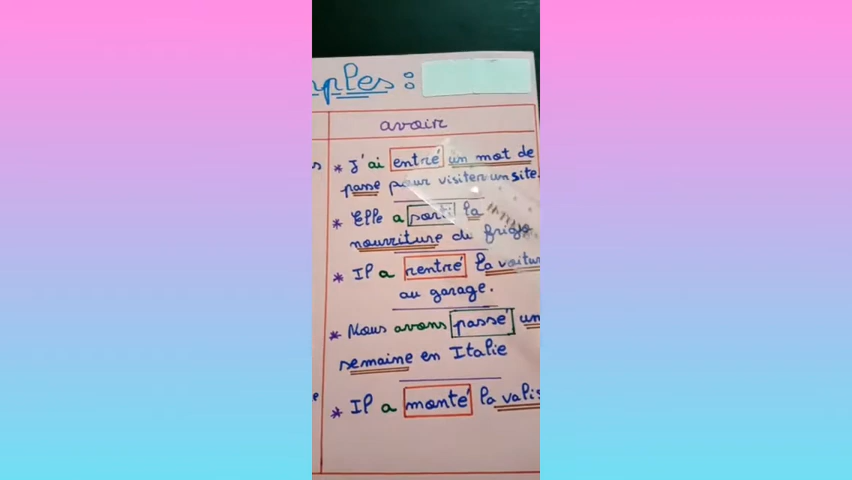 mples :
avoir
* J'ai entré un mot de
passe pour visiter un site.
* Elle a sorti la
nourriture du frigo
* Il a rentré la voitur
au garage.
* Nous avons passé un
semaine en Italie
* Il a monté la valis